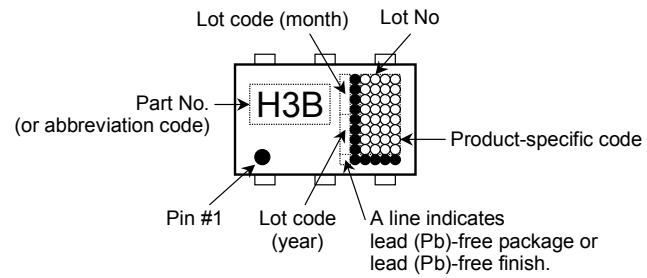 Lot code (month)
Lot No
Part No.
(or abbreviation code)
H3B
Product-specific code
Pin #1
Lot code
(year)
A line indicates
lead (Pb)-free package or
lead (Pb)-free finish.